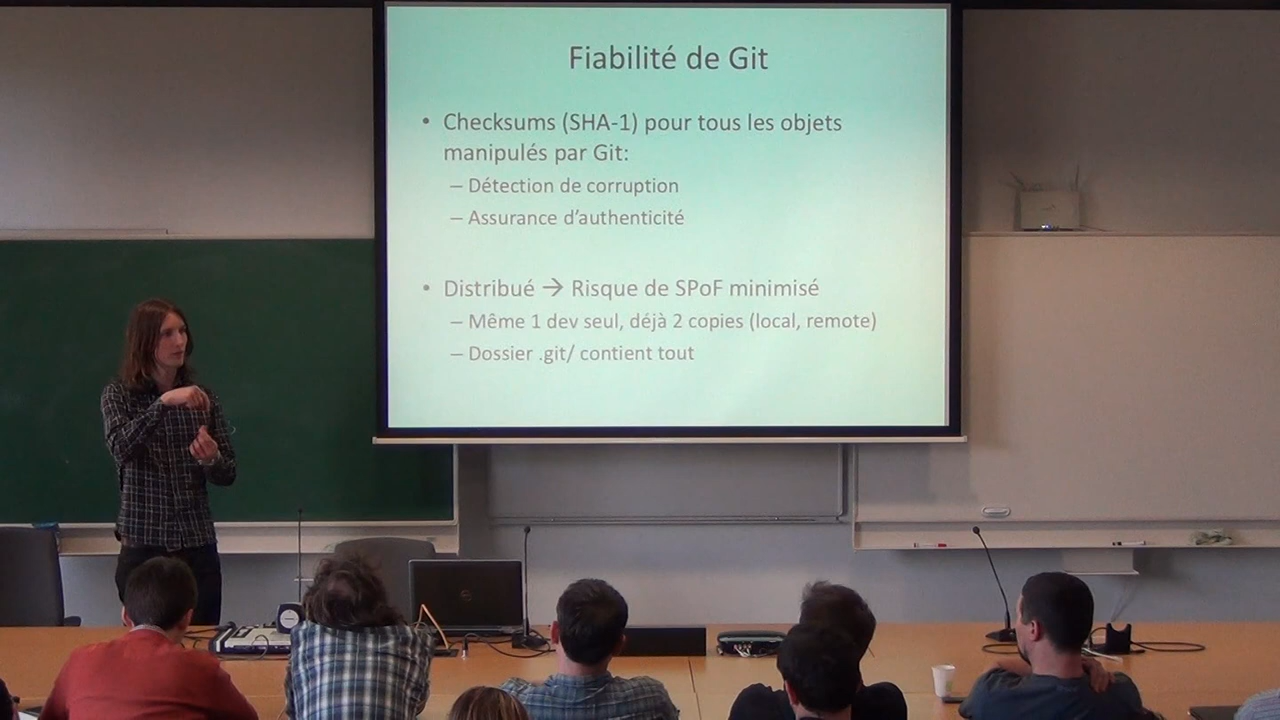 Fiabilité de Git
• Checksums (SHA-1) pour tous les objets
manipulés par Git:
– Détection de corruption
– Assurance d'authenticité
• Distribué → Risque de SPoF minimisé
– Même 1 dev seul, déjà 2 copies (local, remote)
– Dossier .git/ contient tout